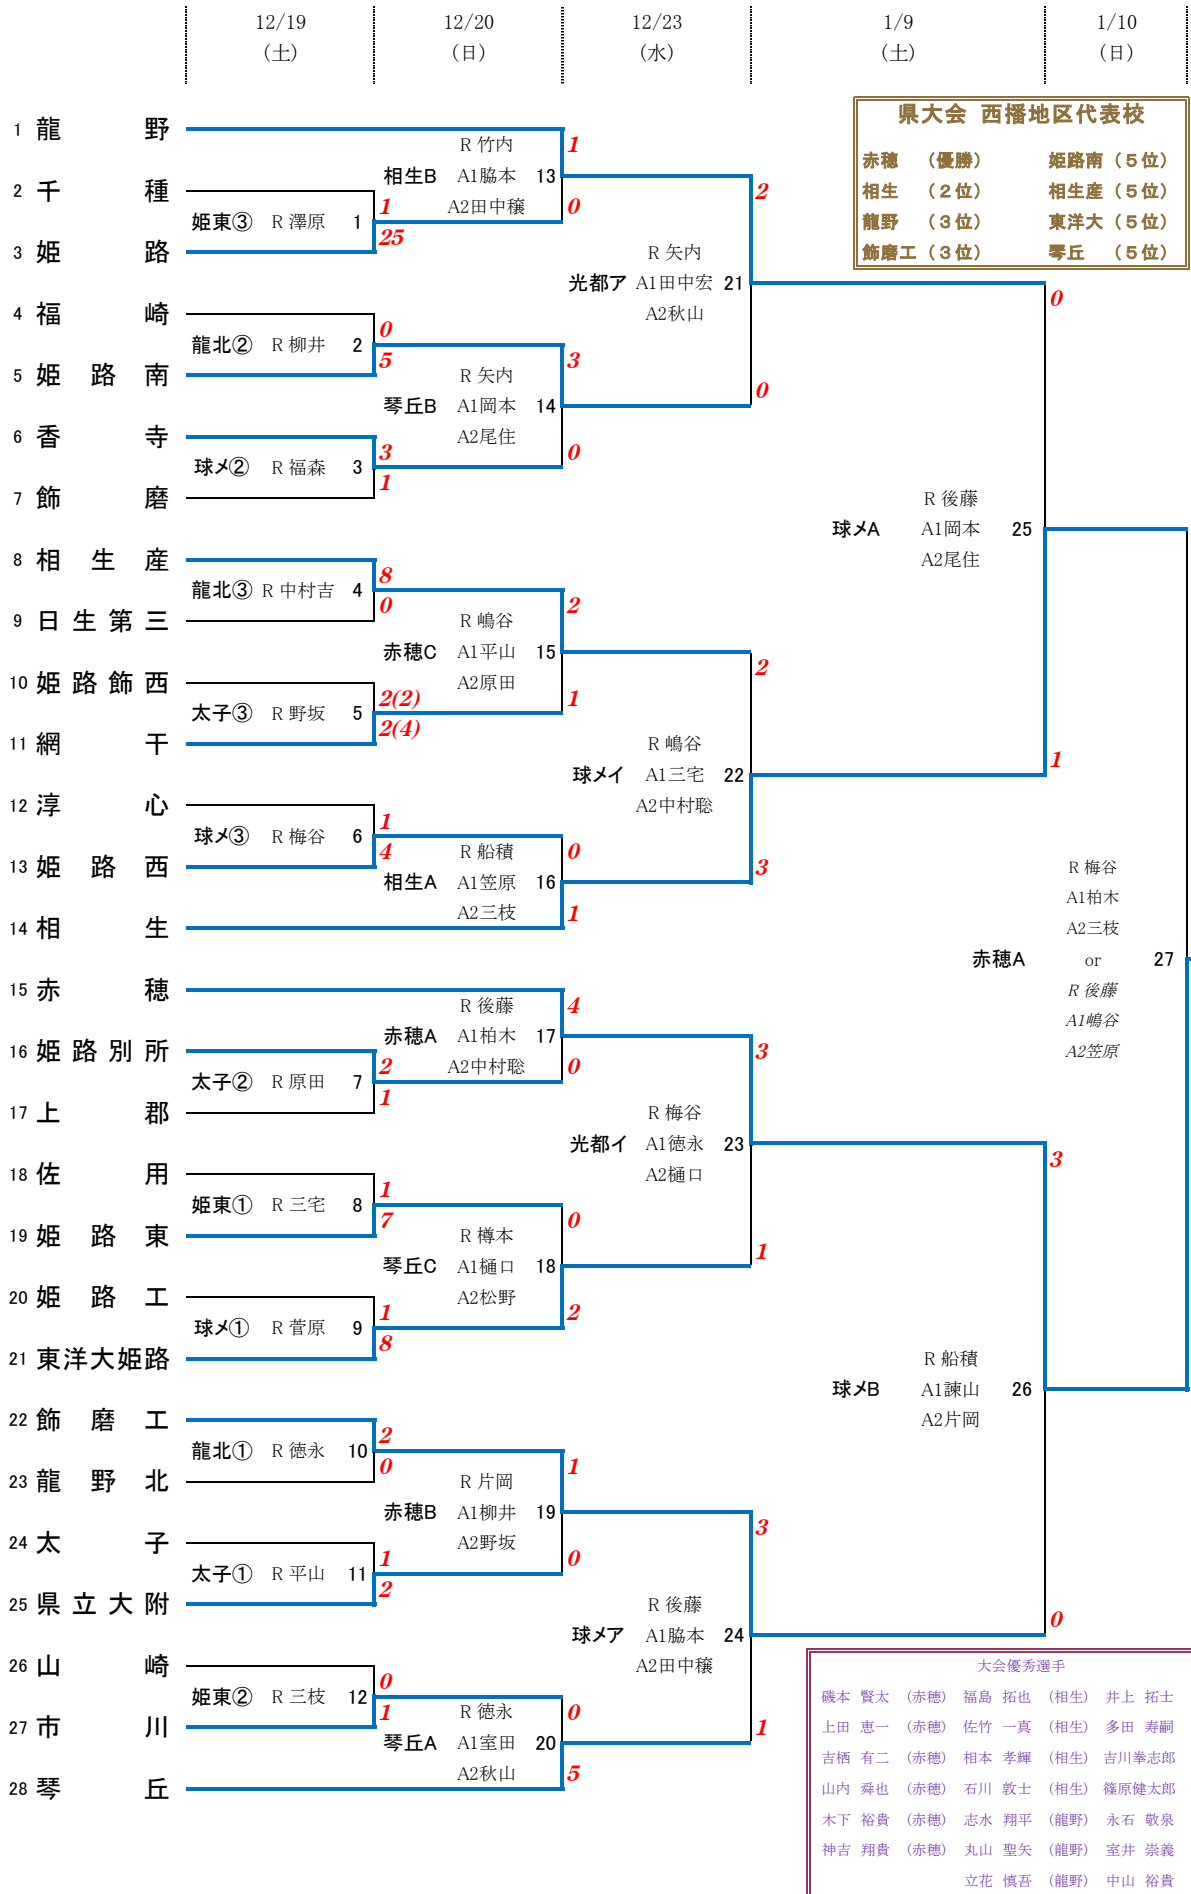 12/19 12/20 12/23 1/9 1/10
(土) (日) (水) (土) (日)
県大会 西播地区代表校
赤穂 (優勝) 姫路南 (5位)
相生 (2位) 相生産 (5位)
龍野 (3位) 東洋大 (5位)
飾磨工 (3位) 琴丘 (5位)
1 龍野
2 千種
3 姫路
4 福崎
5 姫路南
6 香寺
7 飾磨
8 相生産
9 日生第三
10 姫路飾西
11 網干
12 淳心
13 姫路西
14 相生
15 赤穂
16 姫路別所
17 上郡
18 佐用
19 姫路東
20 姫路工
21 東洋大姫路
22 飾磨工
23 龍野北
24 太子
25 県立大附
26 山崎
27 市川
28 琴丘
姫東③ R 澤原 1
1
25
龍北② R 柳井 2
0
5
球メ② R 福森 3
3
1
龍北③ R 中村吉 4
8
0
太子③ R 野坂 5
2(2)
2(4)
球メ③ R 梅谷 6
1
4
太子② R 原田 7
2
1
姫東① R 三宅 8
1
7
球メ① R 菅原 9
1
8
龍北① R 徳永 10
2
0
太子① R 平山 11
1
2
姫東② R 三枝 12
0
1
R 竹内
相生B A1脇本 13
A2田中穣
1
0
R 矢内
琴丘B A1岡本 14
A2尾住
3
0
R 嶋谷
赤穂C A1平山 15
A2原田
2
1
R 船積
相生A A1笠原 16
A2三枝
0
1
R 後藤
赤穂A A1柏木 17
A2中村聡
4
0
R 樽本
琴丘C A1樋口 18
A2松野
0
2
R 片岡
赤穂B A1柳井 19
A2野坂
1
0
R 徳永
琴丘A A1室田 20
A2秋山
0
5
R 矢内
光都ア A1田中宏 21
A2秋山
2
0
R 嶋谷
球メイ A1三宅 22
A2中村聡
2
3
R 梅谷
光都イ A1徳永 23
A2樋口
3
1
R 後藤
球メア A1脇本 24
A2田中穣
3
1
R 後藤
球メA A1岡本 25
A2尾住
0
1
R 船積
球メB A1諫山 26
A2片岡
3
0
R 梅谷
A1柏木
A2三枝
赤穂A or 27
R 後藤
A1嶋谷
A2笠原
大会優秀選手
磯本 賢太 (赤穂) 福島 拓也 (相生) 井上 拓士
上田 恵一 (赤穂) 佐竹 一真 (相生) 多田 寿嗣
吉栖 有二 (赤穂) 相本 孝輝 (相生) 吉川拳志郎
山内 舜也 (赤穂) 石川 敦士 (相生) 篠原健太郎
木下 裕貴 (赤穂) 志水 翔平 (龍野) 永石 敬泉
神吉 翔貴 (赤穂) 丸山 聖矢 (龍野) 室井 崇義
立花 慎吾 (龍野) 中山 裕貴